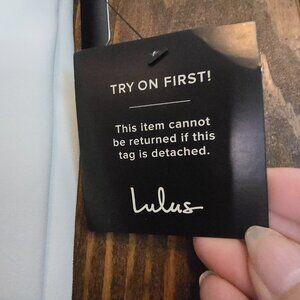 TRY ON FIRST!
This item cannot
be returned if this
tag is detached.
Lulus